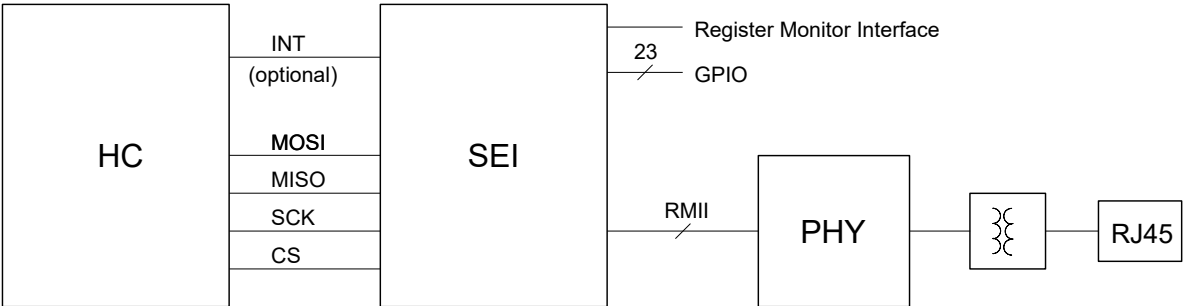 INT
(optional)
Register Monitor Interface
23
GPIO
HC
MOSI
SEI
MISO
SCK
CS
RMII
PHY
RJ45